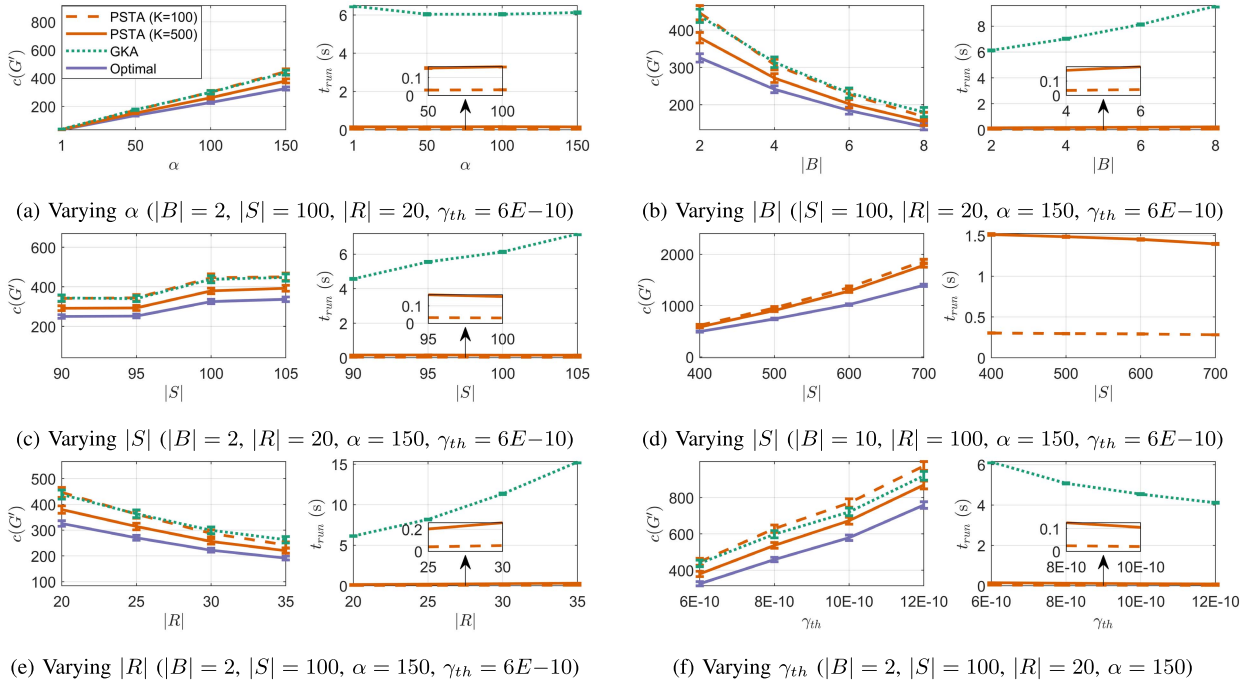 800
600
400
200
c(G′)
PSTA (K=100)
PSTA (K=500)
GKA
Optimal
1 50 100 150
α
6
4
2
0
t_run (s)
0.1
0
50 100
1 50 100 150
α
400
300
200
c(G′)
2 4 6 8
|B|
8
6
4
2
0
t_run (s)
0.1
0
4 6
2 4 6 8
|B|
(a) Varying α (|B| = 2, |S| = 100, |R| = 20, γ_th = 6E−10)
(b) Varying |B| (|S| = 100, |R| = 20, α = 150, γ_th = 6E−10)
600
400
200
c(G′)
90 95 100 105
|S|
6
4
2
0
t_run (s)
0.1
0
95 100
90 95 100 105
|S|
2000
1000
0
c(G′)
400 500 600 700
|S|
1.5
1
0.5
0
t_run (s)
400 500 600 700
|S|
(c) Varying |S| (|B| = 2, |R| = 20, α = 150, γ_th = 6E−10)
(d) Varying |S| (|B| = 10, |R| = 100, α = 150, γ_th = 6E−10)
500
400
300
200
100
c(G′)
20 25 30 35
|R|
15
10
5
0
t_run (s)
0.2
0
25 30
20 25 30 35
|R|
800
600
400
c(G′)
6E-10 8E-10 10E-10 12E-10
γ_th
6
4
2
0
t_run (s)
0.1
0
8E-10 10E-10
6E-10 8E-10 10E-10 12E-10
γ_th
(e) Varying |R| (|B| = 2, |S| = 100, α = 150, γ_th = 6E−10)
(f) Varying γ_th (|B| = 2, |S| = 100, |R| = 20, α = 150)